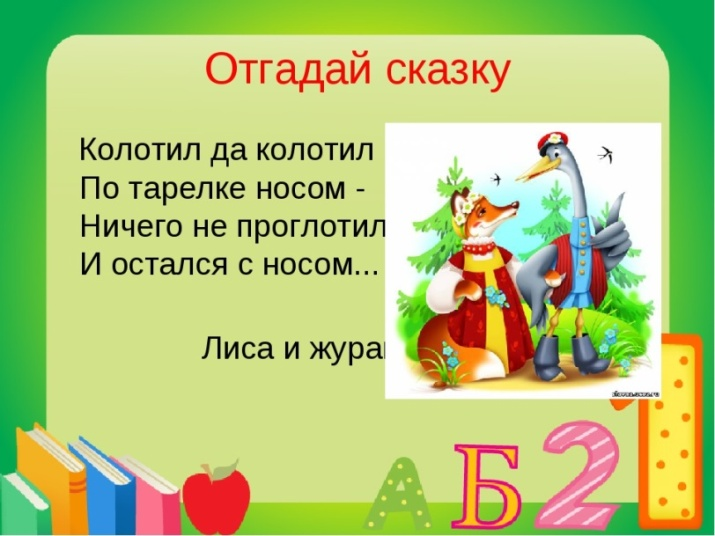 Отгадай сказку
Колотил да колотил
По тарелке носом -
Ничего не проглотил
И остался с носом...
Лиса и
А
Б
2
1